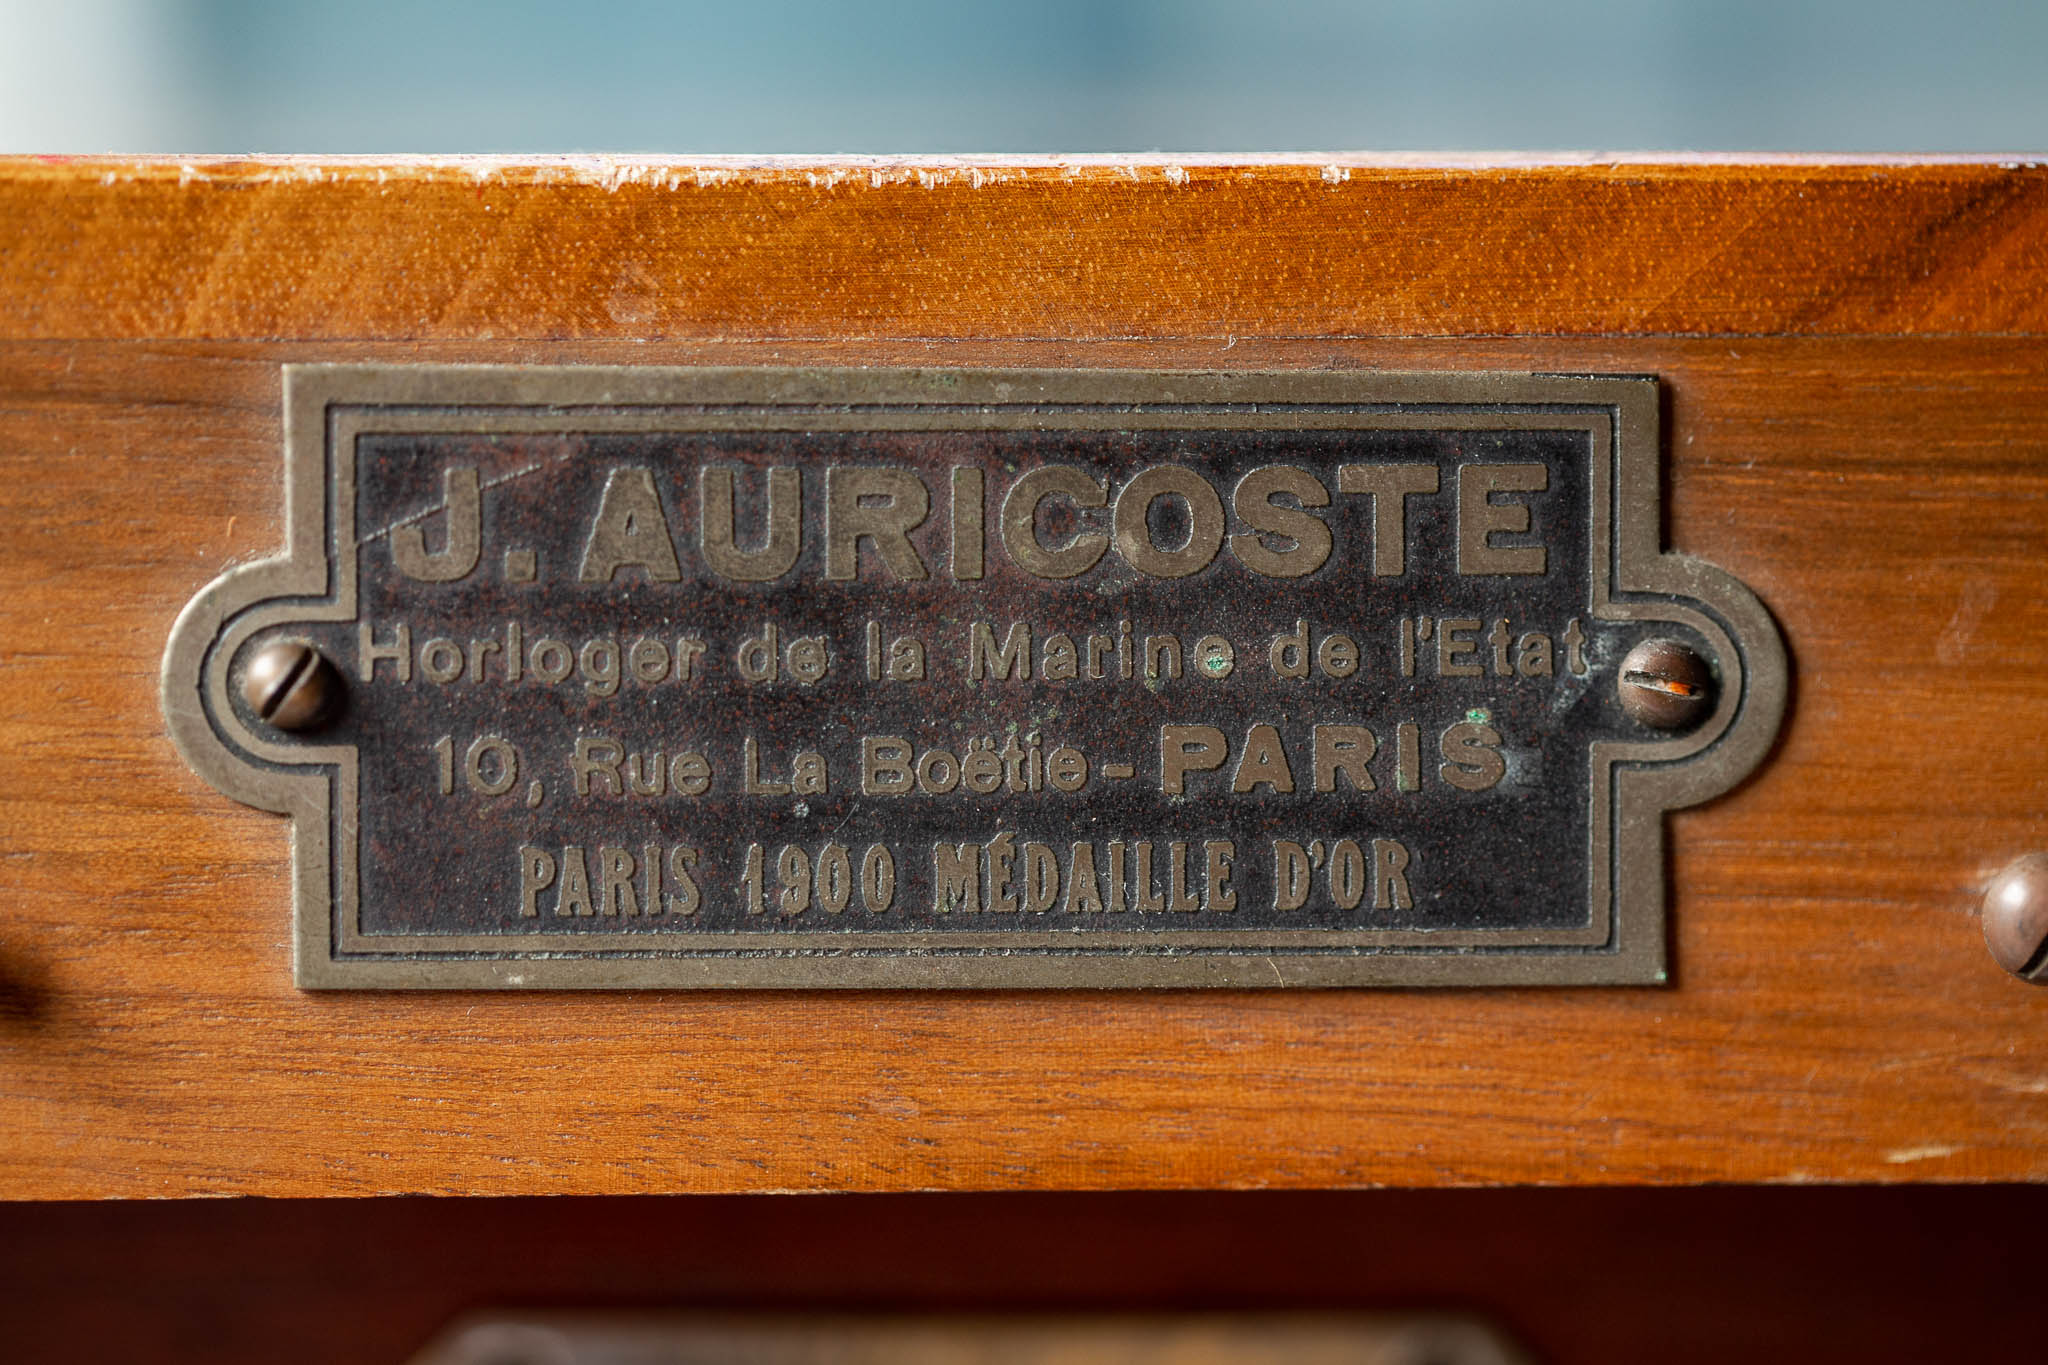 J. AURICOSTE
Horloger de la Marine de l'Etat
10, Rue La Boëtie - PARIS
PARIS 1900 MÉDAILLE D'OR